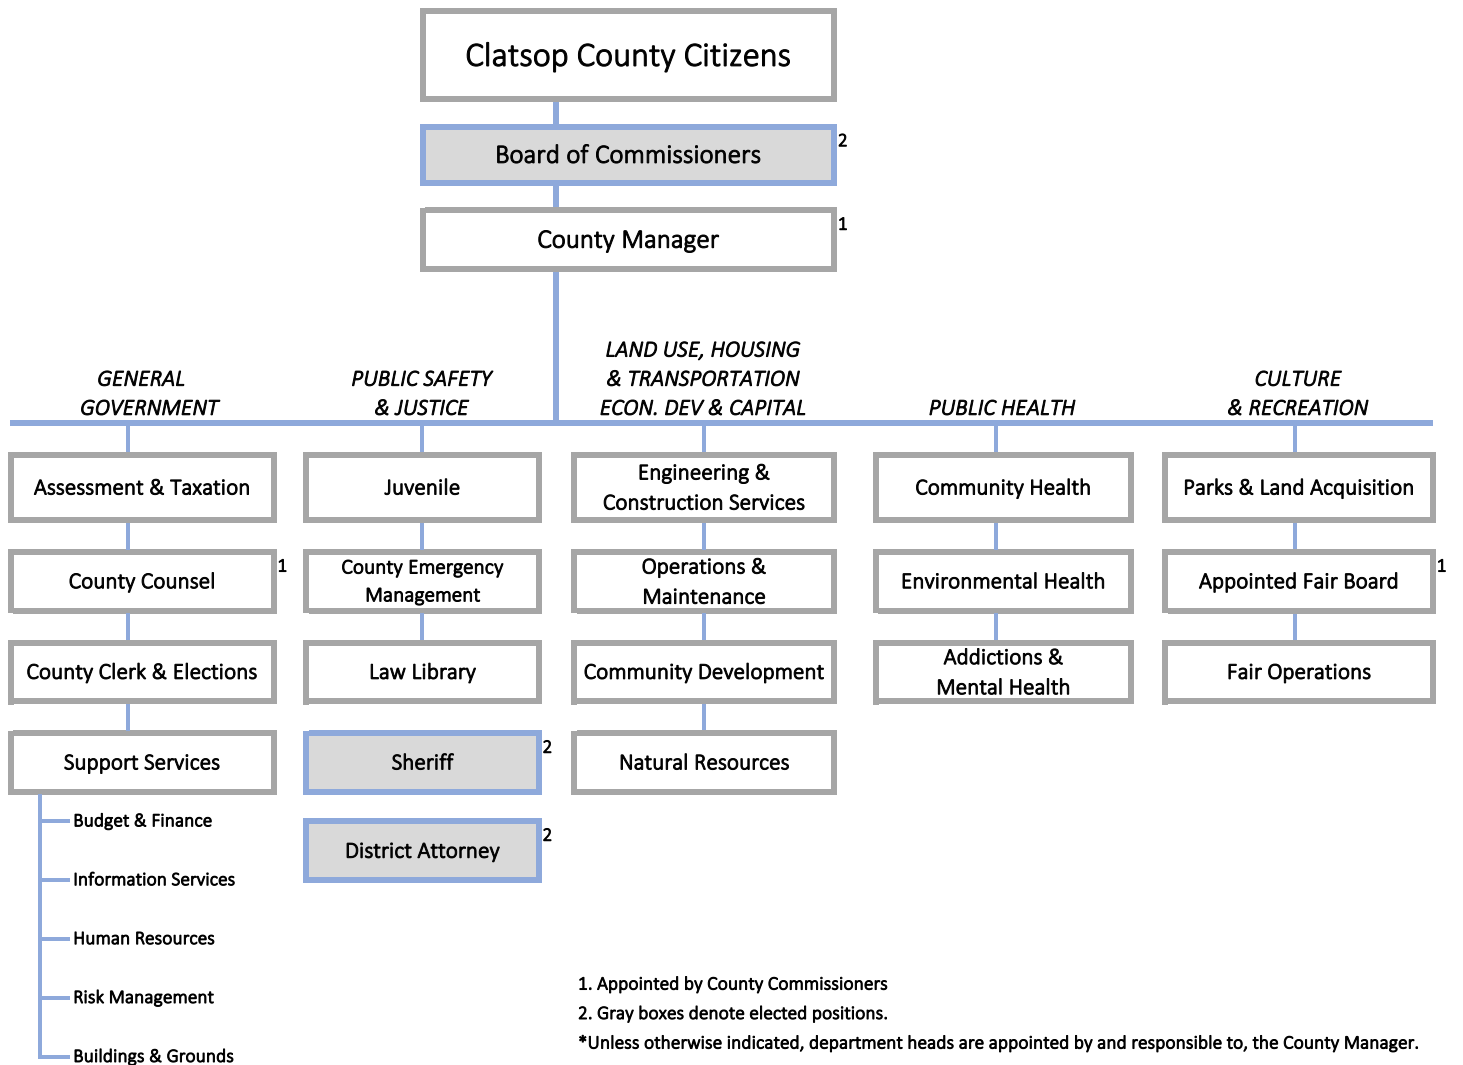 Clatsop County Citizens
Board of Commissioners
2
County Manager
1
GENERAL
GOVERNMENT
PUBLIC SAFETY
& JUSTICE
LAND USE, HOUSING
& TRANSPORTATION
ECON. DEV & CAPITAL
PUBLIC HEALTH
CULTURE
& RECREATION
Assessment & Taxation
County Counsel
1
County Clerk & Elections
Support Services
Budget & Finance
Information Services
Human Resources
Risk Management
Buildings & Grounds
Juvenile
County Emergency
Management
Law Library
Sheriff
2
District Attorney
2
Engineering &
Construction Services
Operations &
Maintenance
Community Development
Natural Resources
Community Health
Environmental Health
Addictions &
Mental Health
Parks & Land Acquisition
Appointed Fair Board
1
Fair Operations
1. Appointed by County Commissioners
2. Gray boxes denote elected positions.
*Unless otherwise indicated, department heads are appointed by and responsible to, the County Manager.